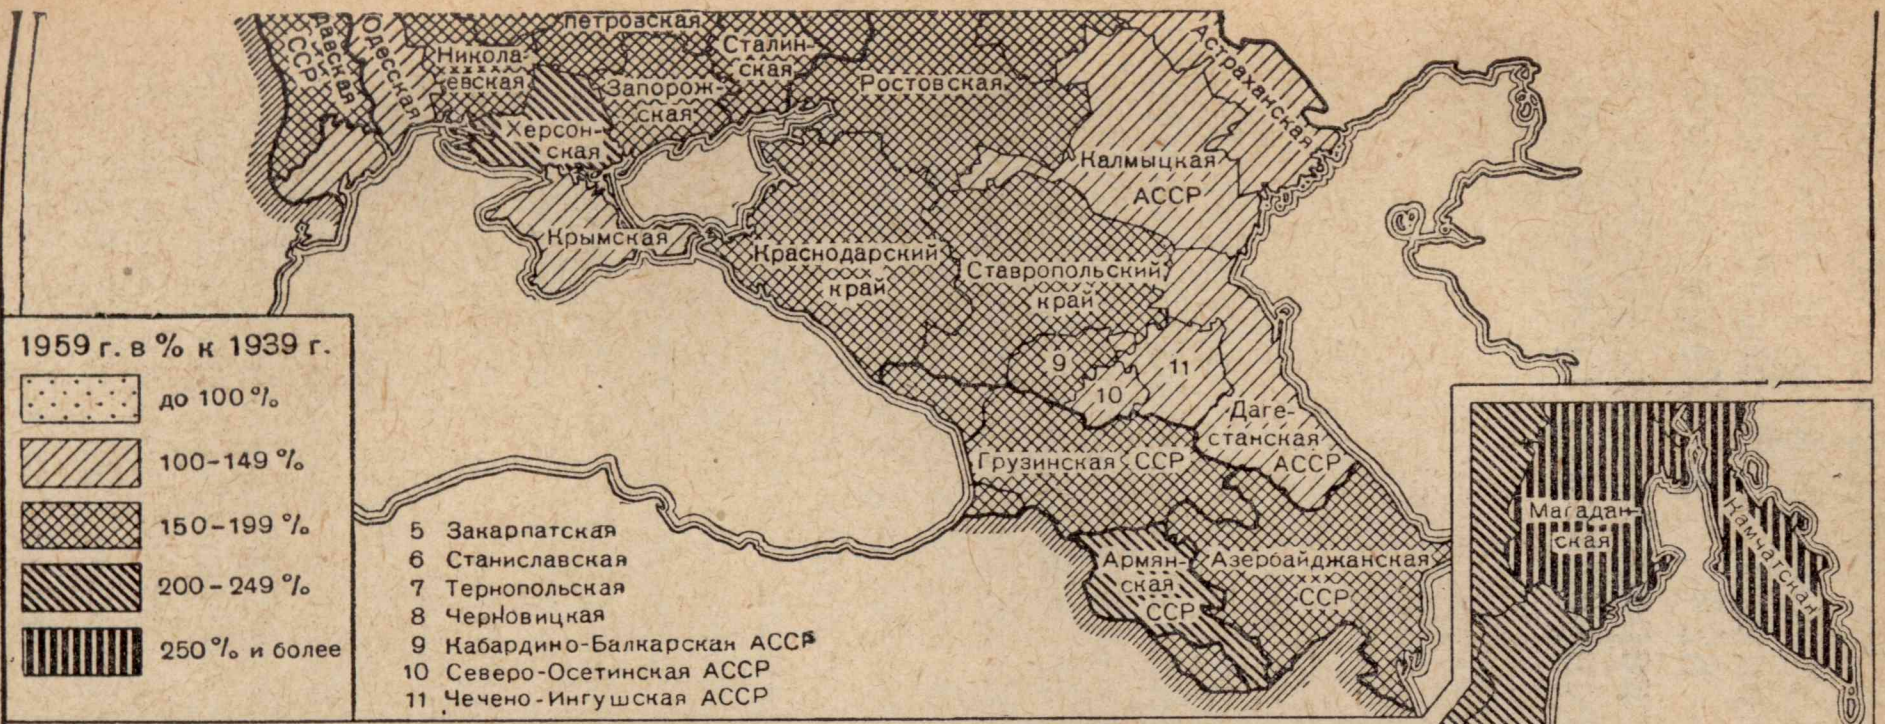 петровская
давская
ССР
Одесская
Никола-
евская
Сталин-
ская
Запорож-
ская
Херсон-
ская
Ростовская
Астраханская
Калмыцкая
АССР
Крымская
Краснодарский
край
Ставропольский
край
9
10
11
Даге-
станская
АССР
Грузинская ССР
Армян-
ская
ССР
Азербайджанская
ССР
Магадан-
ская
Камчатская
1959 г. в % к 1939 г.
до 100%
100-149%
150-199%
200-249%
250% и более
5 Закарпатская
6 Станиславская
7 Тернопольская
8 Черновицкая
9 Кабардино-Балкарская АССР
10 Северо-Осетинская АССР
11 Чечено-Ингушская АССР